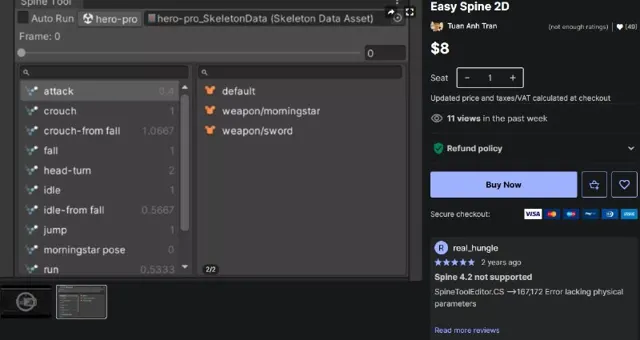 Spine Tool
Auto Run
hero-pro
hero-pro_SkeletonData (Skeleton Data Asset)
Frame: 0
0
attack 0.4
crouch 1
crouch-from fall 1.0667
fall 1
head-turn 2
idle 1
idle-from fall 0.5667
jump 1
morningstar pose 0
run 0.5333
default
weapon/morningstar
weapon/sword
2/2
Easy Spine 2D
Tuan Anh Tran
(not enough ratings) | (49)
$8
Seat - 1 +
Updated price and taxes/VAT calculated at checkout
11 views in the past week
Refund policy
Buy Now
Secure checkout: VISA
R real_hungle
2 years ago
Spine 4.2 not supported
SpineToolEditor.CS —>167,172 Error lacking physical
parameters
Read more reviews